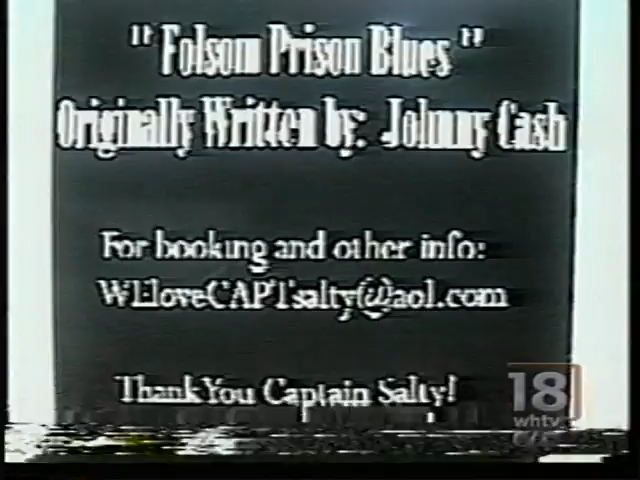 "Folsom Prison Blues"
Originally Written by: Johnny Cash
For booking and other info:
WEloveCAPTsalty@aol.com
Thank You Captain Salty!
18
whtv